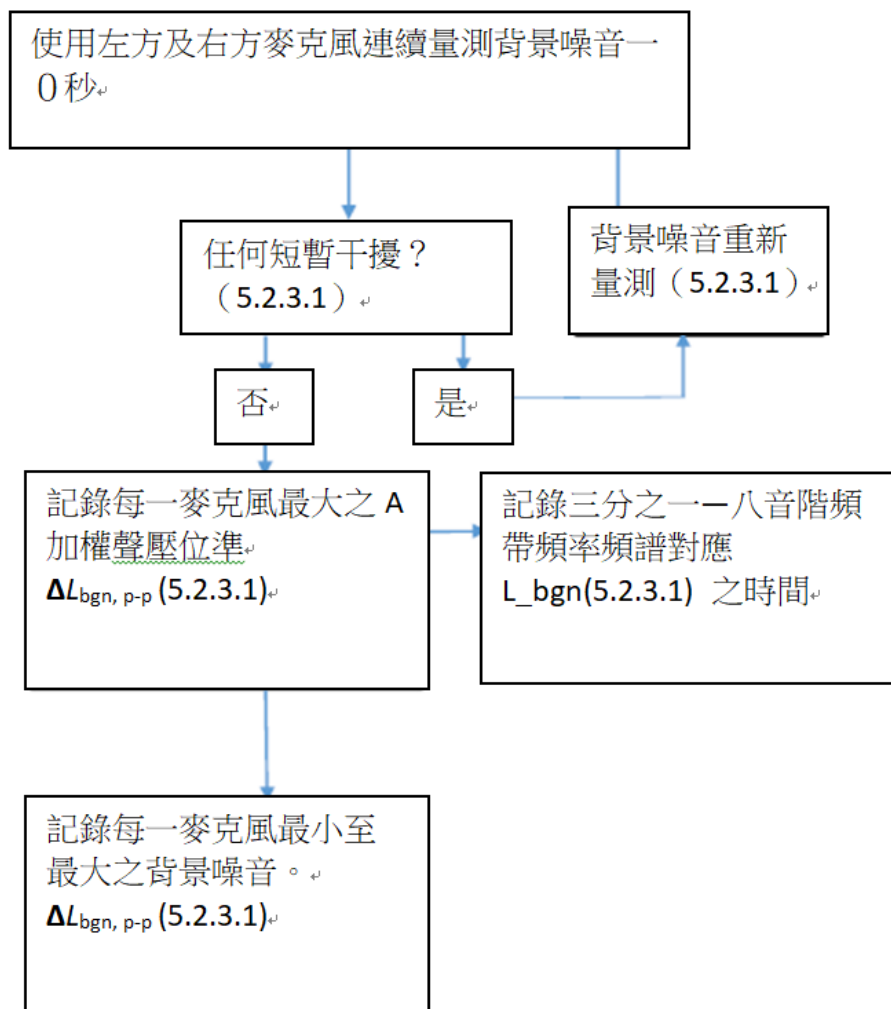 使用左方及右方麥克風連續量測背景噪音一
０秒↵
任何短暫干擾？
（5.2.3.1）↵
背景噪音重新
量測（5.2.3.1）↵
否↵
是↵
記錄每一麥克風最大之 A
加權聲壓位準↵
ΔLbgn, p-p (5.2.3.1)↵
記錄三分之一—八音階頻
帶頻率頻譜對應
L_bgn(5.2.3.1) 之時間↵
記錄每一麥克風最小至
最大之背景噪音。↵
ΔLbgn, p-p (5.2.3.1)↵